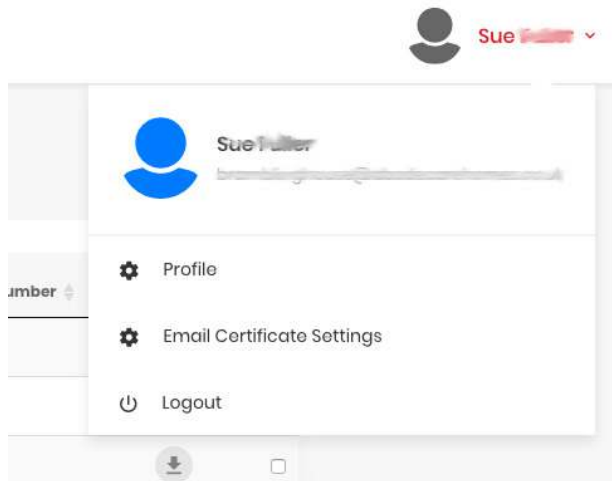 Sue
Sue
umber
Profile
Email Certificate Settings
Logout